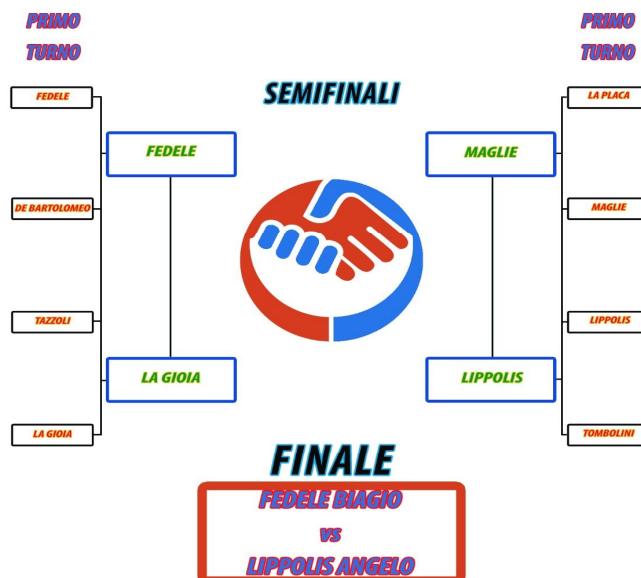 PRIMO
TURNO
FEDELE
DE BARTOLOMEO
TAZZOLI
LA GIOIA
FEDELE
LA GIOIA
SEMIFINALI
MAGLIE
LIPPOLIS
PRIMO
TURNO
LA PLACA
MAGLIE
LIPPOLIS
TOMBOLINI
FINALE
FEDELE BIAGIO
vs
LIPPOLIS ANGELO